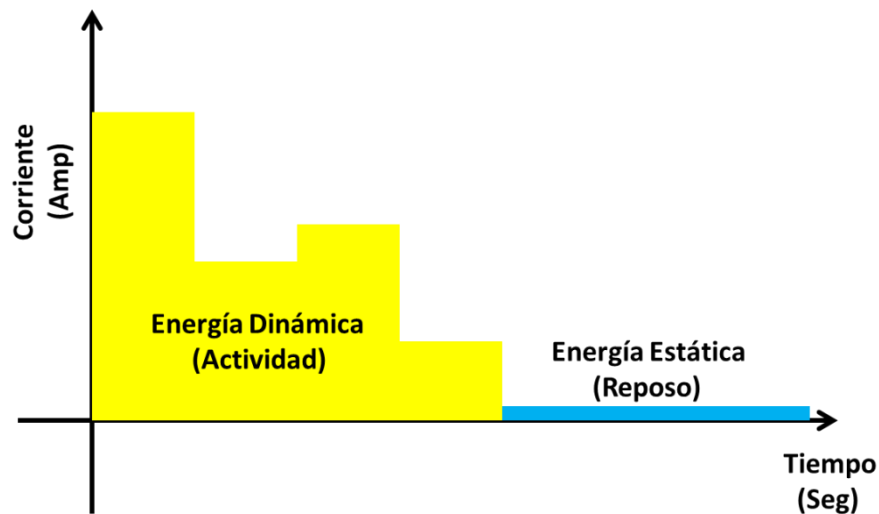 Corriente
(Amp)
Energía Dinámica
(Actividad)
Energía Estática
(Reposo)
Tiempo
(Seg)